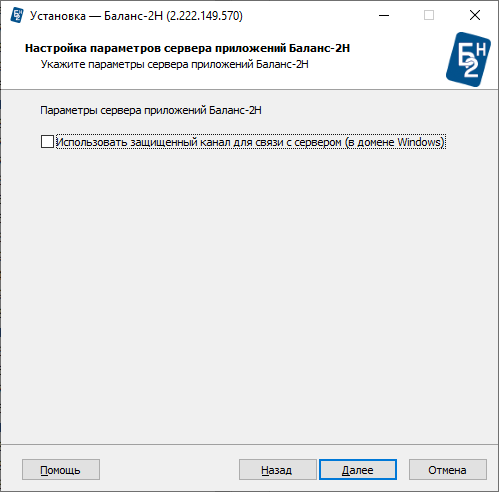 Установка — Баланс-2Н (2.222.149.570)
Настройка параметров сервера приложений Баланс-2Н
Укажите параметры сервера приложений Баланс-2Н
Б2Н
Параметры сервера приложений Баланс-2Н
Использовать защищенный канал для связи с сервером (в домене Windows)
Помощь
Назад
Далее
Отмена